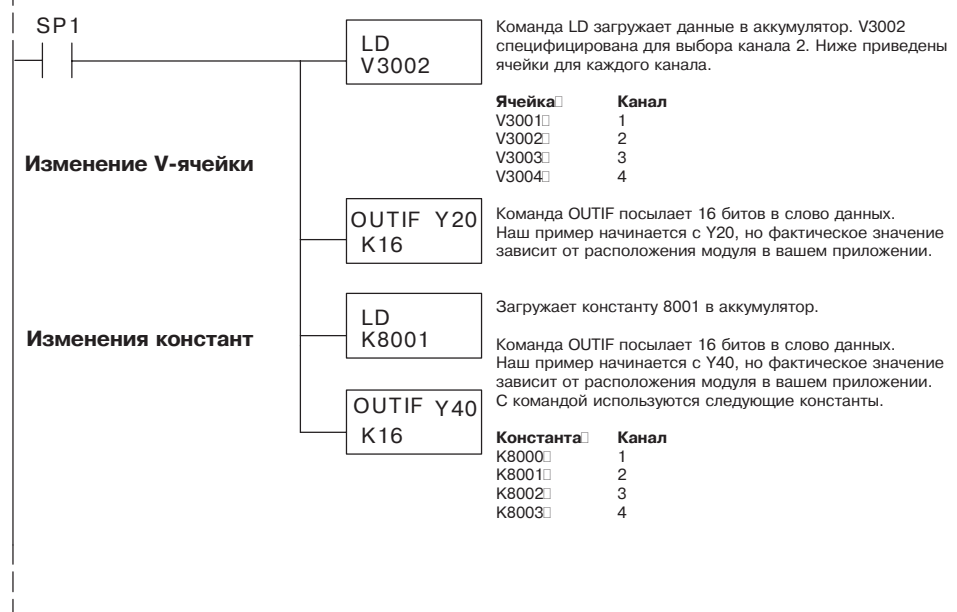 SP1
LD
V3002
Команда LD загружает данные в аккумулятор. V3002
специфицирована для выбора канала 2. Ниже приведены
ячейки для каждого канала.
Ячейка Канал
V3001 1
V3002 2
V3003 3
V3004 4
Изменение V-ячейки
OUTIF Y20
K16
Команда OUTIF посылает 16 битов в слово данных.
Наш пример начинается с Y20, но фактическое значение
зависит от расположения модуля в вашем приложении.
Изменения констант
LD
K8001
Загружает константу 8001 в аккумулятор.
OUTIF Y40
K16
Команда OUTIF посылает 16 битов в слово данных.
Наш пример начинается с Y40, но фактическое значение
зависит от расположения модуля в вашем приложении.
С командой используются следующие константы.
Константа Канал
K8000 1
K8001 2
K8002 3
K8003 4